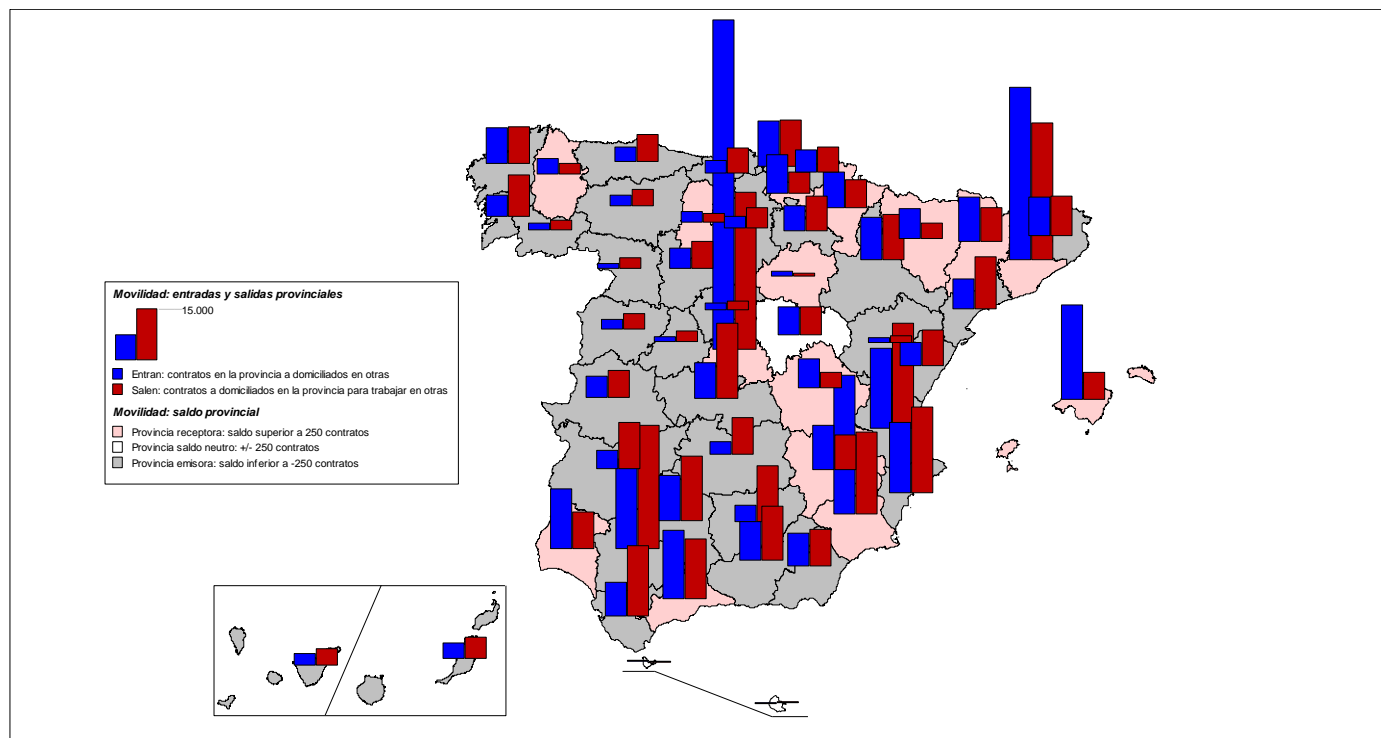 Movilidad: entradas y salidas provinciales
15.000
Entran: contratos en la provincia a domiciliados en otras
Salen: contratos a domiciliados en la provincia para trabajar en otras
Movilidad: saldo provincial
Provincia receptora: saldo superior a 250 contratos
Provincia saldo neutro: +/- 250 contratos
Provincia emisora: saldo inferior a -250 contratos